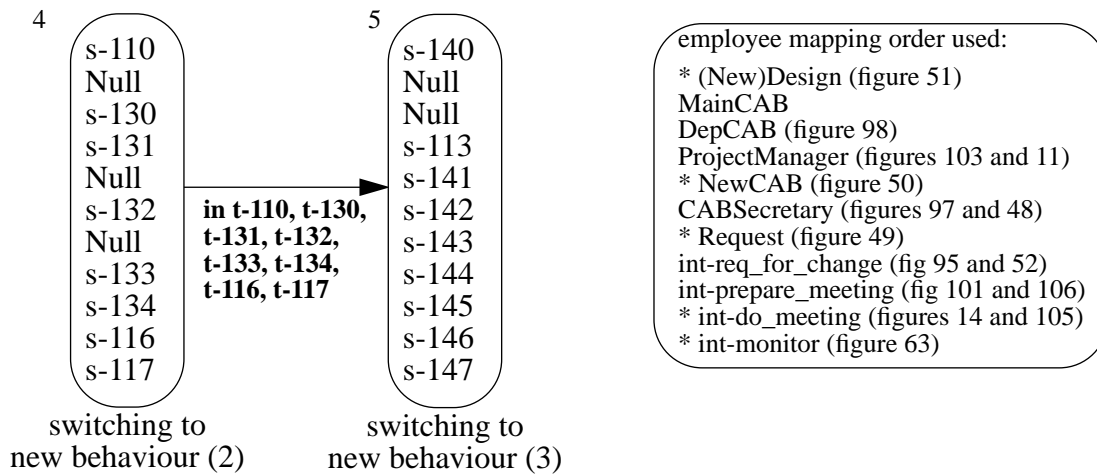 4
s-110
Null
s-130
s-131
Null
s-132
Null
s-133
s-134
s-116
s-117
switching to
new behaviour (2)
in t-110, t-130,
t-131, t-132,
t-133, t-134,
t-116, t-117
5
s-140
Null
Null
s-113
s-141
s-142
s-143
s-144
s-145
s-146
s-147
switching to
new behaviour (3)
employee mapping order used:
* (New)Design (figure 51)
MainCAB
DepCAB (figure 98)
ProjectManager (figures 103 and 11)
* NewCAB (figure 50)
CABSecretary (figures 97 and 48)
* Request (figure 49)
int-req_for_change (fig 95 and 52)
int-prepare_meeting (fig 101 and 106)
* int-do_meeting (figures 14 and 105)
* int-monitor (figure 63)